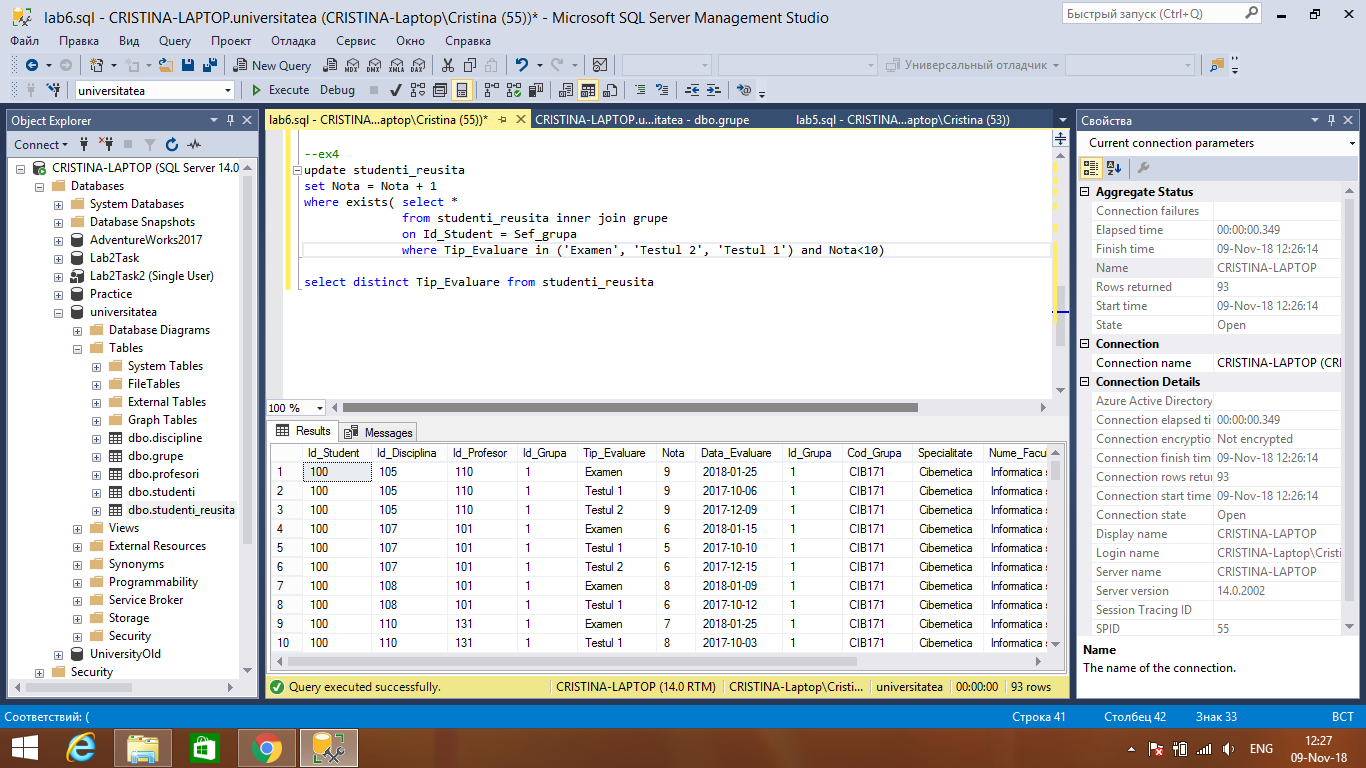 lab6.sql - CRISTINA-LAPTOP.universitatea (CRISTINA-Laptop\Cristina (55))* - Microsoft SQL Server Management Studio
Быстрый запуск (Ctrl+Q)
Файл Правка Вид Query Проект Отладка Сервис Окно Справка
New Query MDX DMX XMLA DAX Универсальный отладчик
universitatea Execute Debug
Object Explorer
Connect
CRISTINA-LAPTOP (SQL Server 14.0
Databases
System Databases
Database Snapshots
AdventureWorks2017
Lab2Task
Lab2Task2 (Single User)
Practice
universitatea
Database Diagrams
Tables
System Tables
FileTables
External Tables
Graph Tables
dbo.discipline
dbo.grupe
dbo.profesori
dbo.studenti
dbo.studenti_reusita
Views
External Resources
Synonyms
Programmability
Service Broker
Storage
Security
UniversityOld
Security
lab6.sql - CRISTINA...aptop\Cristina (55))* CRISTINA-LAPTOP.u...itatea - dbo.grupe lab5.sql - CRISTINA...aptop\Cristina (53))
--ex4
update studenti_reusita
set Nota = Nota + 1
where exists( select *
from studenti_reusita inner join grupe
on Id_Student = Sef_grupa
where Tip_Evaluare in ('Examen', 'Testul 2', 'Testul 1') and Nota<10)
select distinct Tip_Evaluare from studenti_reusita
100 %
Results Messages
Id_Student Id_Disciplina Id_Profesor Id_Grupa Tip_Evaluare Nota Data_Evaluare Id_Grupa Cod_Grupa Specialitate Nume_Facu
1 100 105 110 1 Examen 9 2018-01-25 1 CIB171 Cibernetica Informatica s
2 100 105 110 1 Testul 1 9 2017-10-06 1 CIB171 Cibernetica Informatica s
3 100 105 110 1 Testul 2 9 2017-12-09 1 CIB171 Cibernetica Informatica s
4 100 107 101 1 Examen 6 2018-01-15 1 CIB171 Cibernetica Informatica s
5 100 107 101 1 Testul 1 5 2017-10-10 1 CIB171 Cibernetica Informatica s
6 100 107 101 1 Testul 2 6 2017-12-15 1 CIB171 Cibernetica Informatica s
7 100 108 101 1 Examen 8 2018-01-09 1 CIB171 Cibernetica Informatica s
8 100 108 101 1 Testul 1 6 2017-10-12 1 CIB171 Cibernetica Informatica s
9 100 110 131 1 Examen 7 2018-01-25 1 CIB171 Cibernetica Informatica s
10 100 110 131 1 Testul 1 8 2017-10-03 1 CIB171 Cibernetica Informatica s
Query executed successfully. CRISTINA-LAPTOP (14.0 RTM) CRISTINA-Laptop\Cristi... universitatea 00:00:00 93 rows
Свойства
Current connection parameters
Aggregate Status
Connection failures
Elapsed time 00:00:00.349
Finish time 09-Nov-18 12:26:14
Name CRISTINA-LAPTOP
Rows returned 93
Start time 09-Nov-18 12:26:14
State Open
Connection
Connection name CRISTINA-LAPTOP (CRI
Connection Details
Azure Active Directory
Connection elapsed ti 00:00:00.349
Connection encryptio Not encrypted
Connection finish tim 09-Nov-18 12:26:14
Connection rows retur 93
Connection start time 09-Nov-18 12:26:14
Connection state Open
Display name CRISTINA-LAPTOP
Login name CRISTINA-Laptop\Cristi
Server name CRISTINA-LAPTOP
Server version 14.0.2002
Session Tracing ID
SPID 55
Name
The name of the connection.
Соответствий: ( Строка 41 Столбец 42 Знак 33 ВСТ
ENG
12:27
09-Nov-18